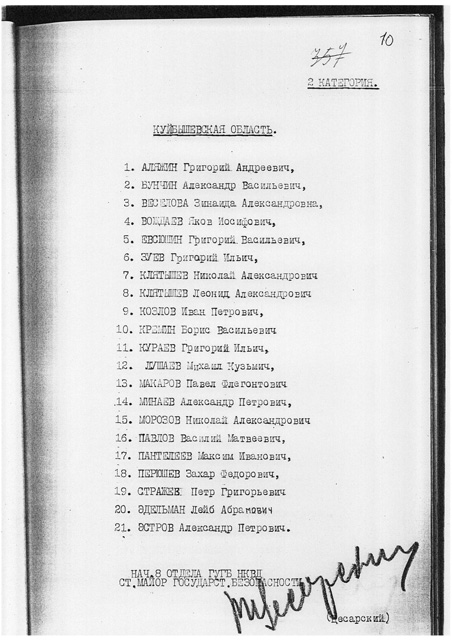 10
357
2 КАТЕГОРИЯ.
КУЙБЫШЕВСКАЯ ОБЛАСТЬ.
1. АЛЯЖИН Григорий Андреевич,
2. БУНЧИН Александр Васильевич,
3. ВЕСЕЛОВА Зинаида Александровна,
4. ВОЖДАЕВ Яков Иосифович,
5. ЕВСЮШИН Григорий Васильевич,
6. ЗУЕВ Григорий Ильич,
7. КЛЯТЫШЕВ Николай Александрович
8. КЛЯТЫШЕВ Леонид Александрович
9. КОЗЛОВ Иван Петрович,
10. КРЕМИН Борис Васильевич
11. КУРАЕВ Григорий Ильич,
12. ЛУШАЕВ Михаил Кузьмич,
13. МАКАРОВ Павел Флегонтович
14. МИНАЕВ Александр Петрович,
15. МОРОЗОВ Николай Александрович
16. ПАВЛОВ Василий Матвеевич,
17. ПАНТЕЛЕЕВ Максим Иванович,
18. ПЕРЮШЕВ Захар Федорович,
19. СТРАЖЕК Петр Григорьевич
20. ЭДЕЛЬМАН Лейб Абрамович
21. ЭСТРОВ Александр Петрович.
НАЧ.8 ОТДЕЛА ГУГБ НКВД
СТ.МАЙОР ГОСУДАРСТ.БЕЗОПАСНОСТИ
(Цесарский)